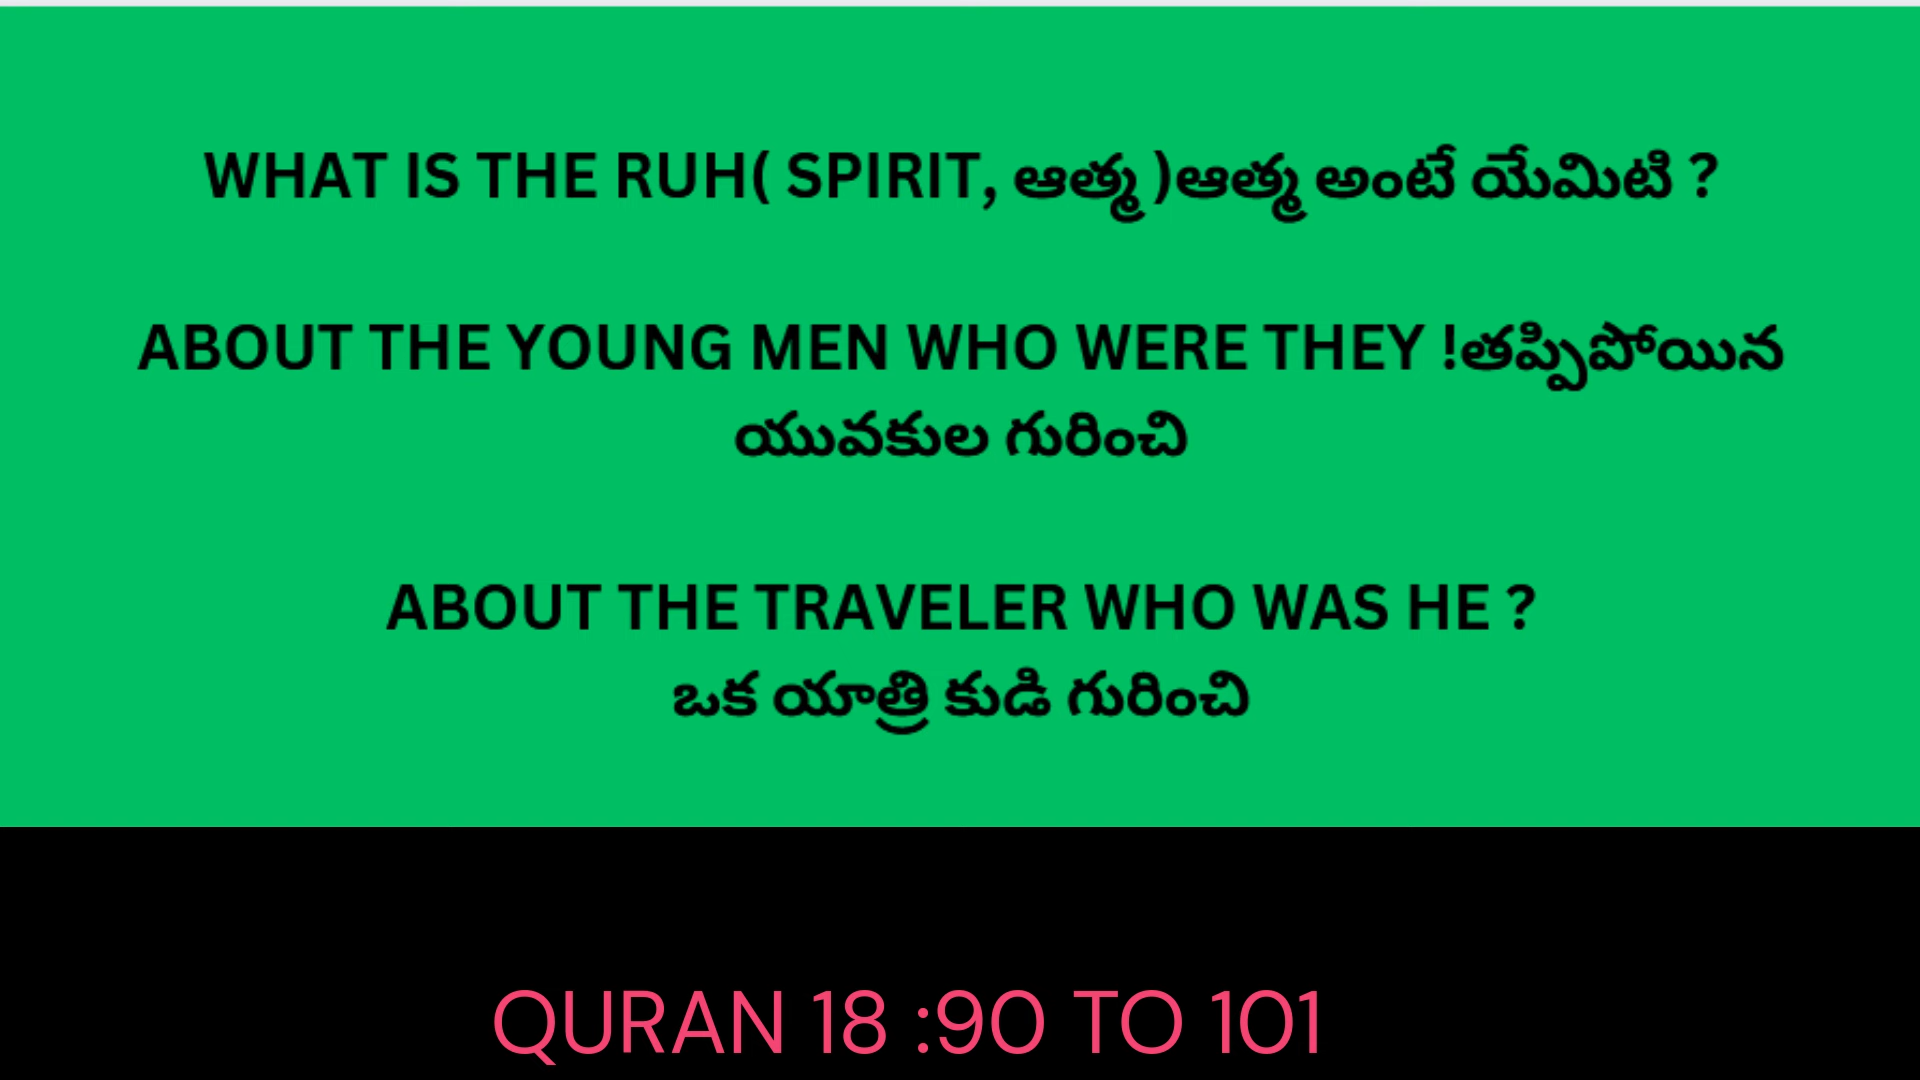 WHAT IS THE RUH( SPIRIT, ఆత్మ )ఆత్మ అంటే యేమిటి ?
ABOUT THE YOUNG MEN WHO WERE THEY !తప్పిపోయిన
యువకుల గురించి
ABOUT THE TRAVELER WHO WAS HE ?
ఒక యాత్రి కుడి గురించి
QURAN 18 :90 TO 101